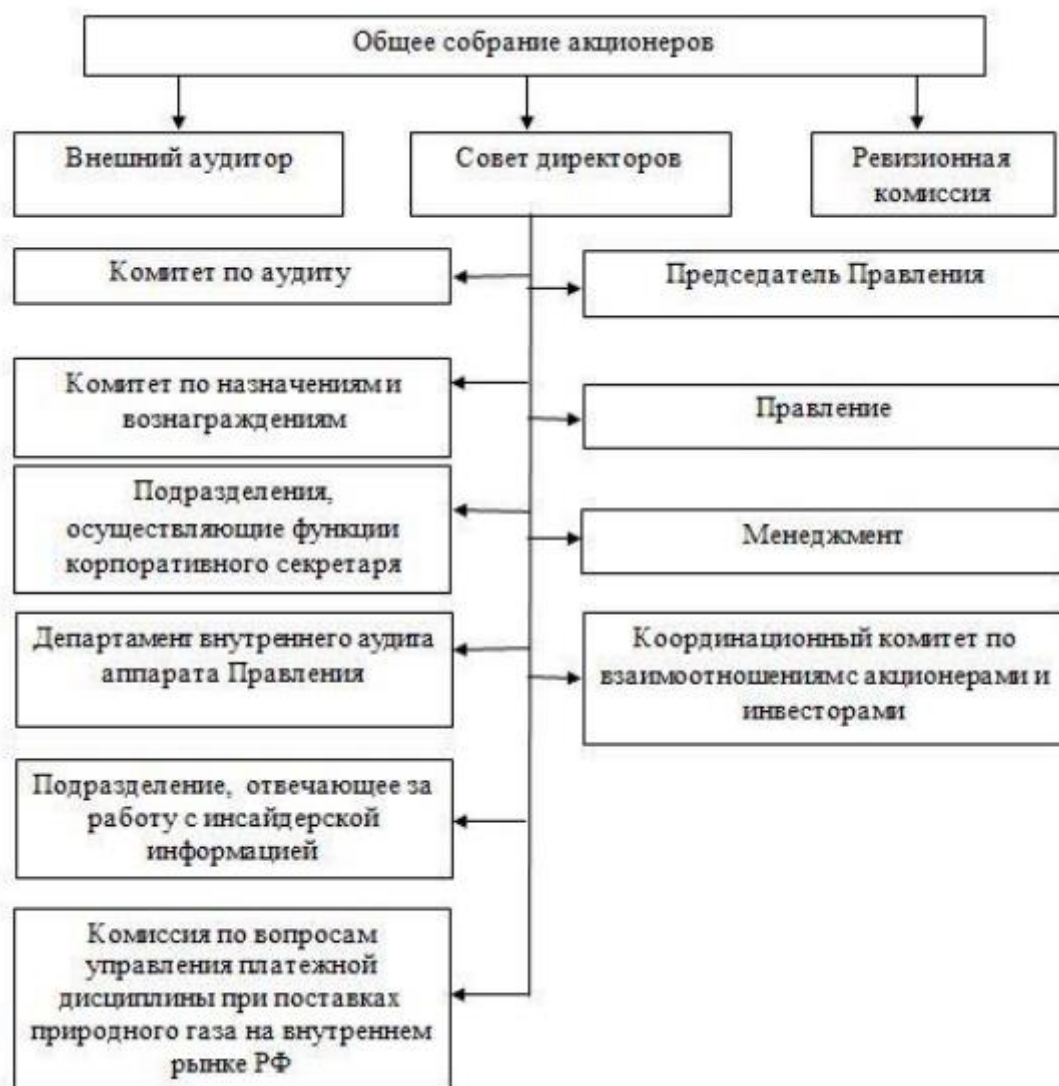 Общее собрание акционеров
Внешний аудитор
Совет директоров
Ревизионная
комиссия
Комитет по аудиту
Председатель Правления
Комитет по назначениям и
вознаграждениям
Правление
Подразделения,
осуществляющие функции
корпоративного секретаря
Менеджмент
Департамент внутреннего аудита
аппарата Правления
Координационный комитет по
взаимоотношениям с акционерами и
инвесторами
Подразделение, отвечающее за
работу с инсайдерской
информацией
Комиссия по вопросам
управления платежной
дисциплины при поставках
природного газа на внутреннем
рынке РФ